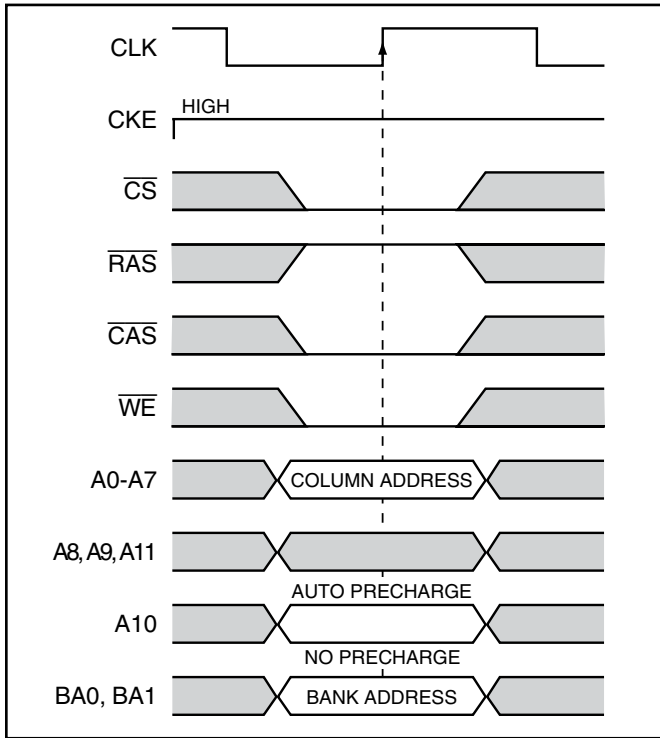 CLK
HIGH
CKE
CS
RAS
CAS
WE
A0-A7 COLUMN ADDRESS
A8, A9, A11
AUTO PRECHARGE
A10
NO PRECHARGE
BA0, BA1 BANK ADDRESS